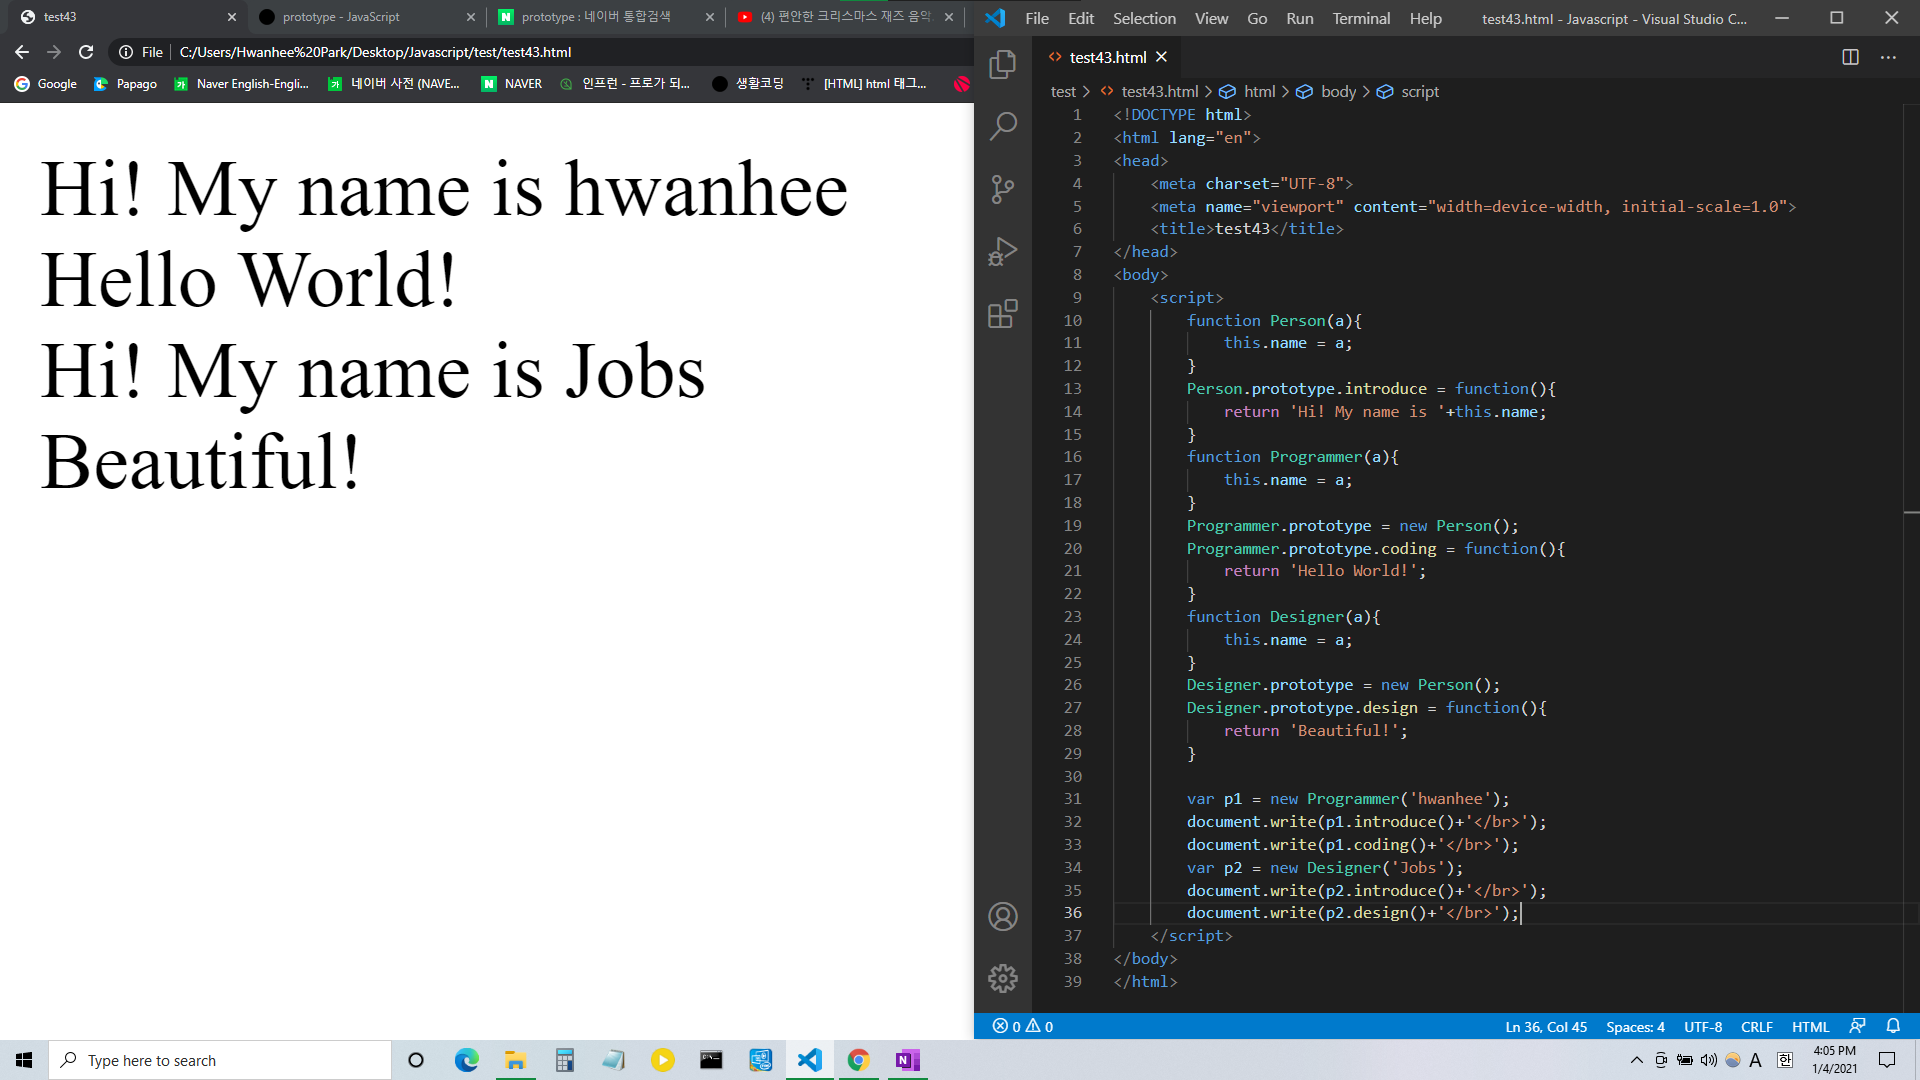 test43
prototype - JavaScript
prototype : 네이버 통합검색
(4) 편안한 크리스마스 재즈 음악
File C:/Users/Hwanhee%20Park/Desktop/Javascript/test/test43.html
Google Papago Naver English-Engli... 네이버 사전 (NAVE... NAVER 인프런 - 프로가 되... 생활코딩 [HTML] html 태그...
Hi! My name is hwanhee
Hello World!
Hi! My name is Jobs
Beautiful!
File Edit Selection View Go Run Terminal Help test43.html - Javascript - Visual Studio C...
test43.html
test > test43.html > html > body > script
1 <!DOCTYPE html>
2 <html lang="en">
3 <head>
4 <meta charset="UTF-8">
5 <meta name="viewport" content="width=device-width, initial-scale=1.0">
6 <title>test43</title>
7 </head>
8 <body>
9 <script>
10 function Person(a){
11 this.name = a;
12 }
13 Person.prototype.introduce = function(){
14 return 'Hi! My name is '+this.name;
15 }
16 function Programmer(a){
17 this.name = a;
18 }
19 Programmer.prototype = new Person();
20 Programmer.prototype.coding = function(){
21 return 'Hello World!';
22 }
23 function Designer(a){
24 this.name = a;
25 }
26 Designer.prototype = new Person();
27 Designer.prototype.design = function(){
28 return 'Beautiful!';
29 }
30
31 var p1 = new Programmer('hwanhee');
32 document.write(p1.introduce()+'</br>');
33 document.write(p1.coding()+'</br>');
34 var p2 = new Designer('Jobs');
35 document.write(p2.introduce()+'</br>');
36 document.write(p2.design()+'</br>');
37 </script>
38 </body>
39 </html>
0 0 Ln 36, Col 45 Spaces: 4 UTF-8 CRLF HTML
Type here to search
A 한 4:05 PM
1/4/2021